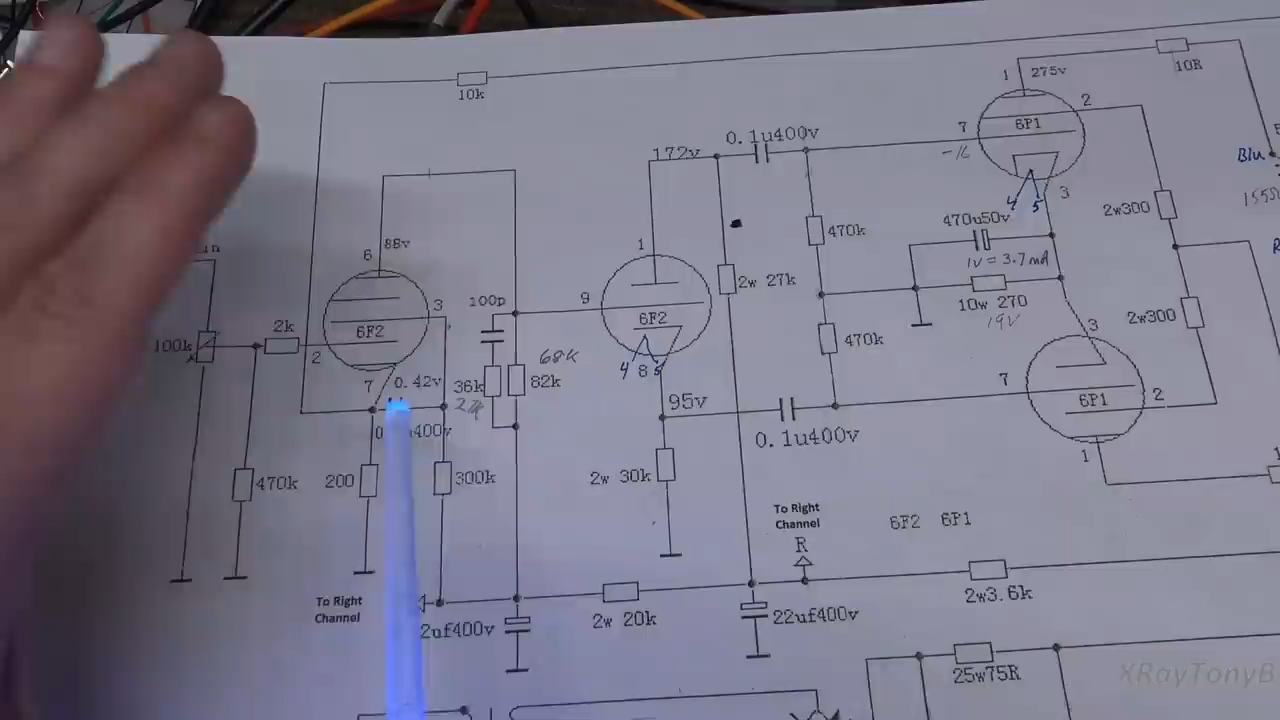 10k
10R
1
275v
2
6P1
7
-16
4
5
3
Blu
0.1u400v
172v
6
88v
3
6F2
2k
100k
2
7
0.42v
470k
200
300k
100p
36k
68k
82k
9
1
6F2
4 8 5
95v
2w 27k
470k
470k
470u50v
1V = 3.7mA
10w 270
19V
2w300
2w300
3
7
6P1
2
1
0.1u400v
2w 30k
To Right
Channel
R
6F2 6P1
To Right
Channel
2uf400v
2w 20k
22uf400v
2w3.6k
25w75R
XRayTonyB